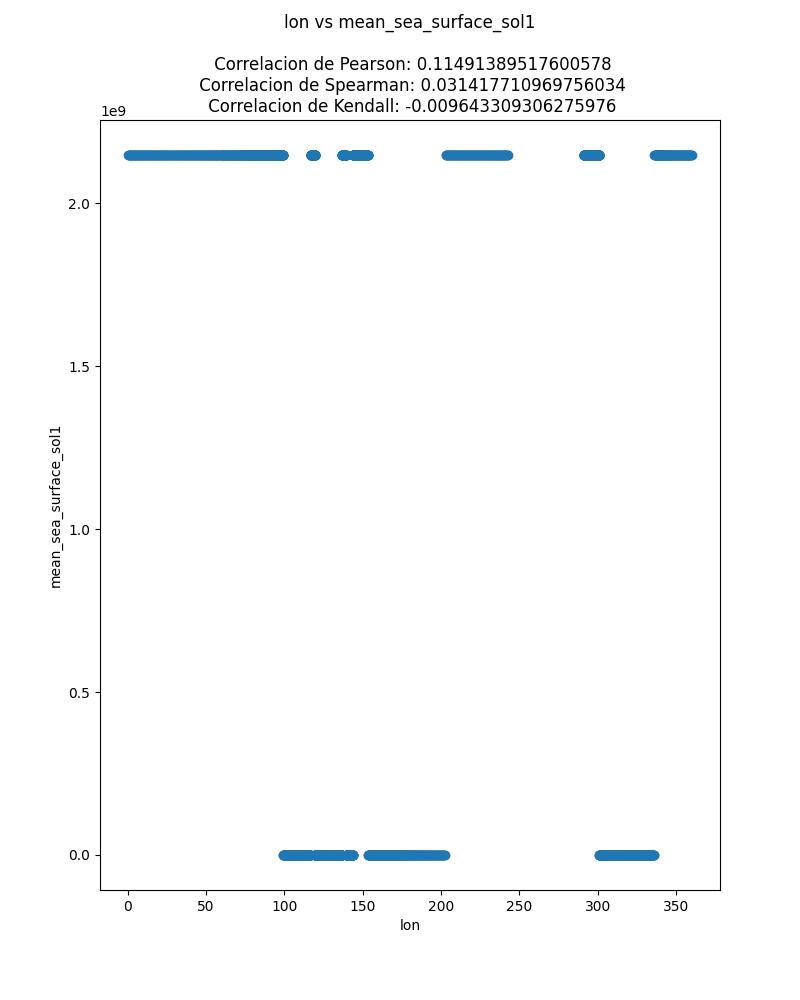 lon vs mean_sea_surface_sol1
Correlacion de Pearson: 0.11491389517600578
Correlacion de Spearman: 0.031417710969756034
Correlacion de Kendall: -0.009643309306275976
1e9
2.0
1.5
1.0
0.5
0.0
mean_sea_surface_sol1
0 50 100 150 200 250 300 350
lon